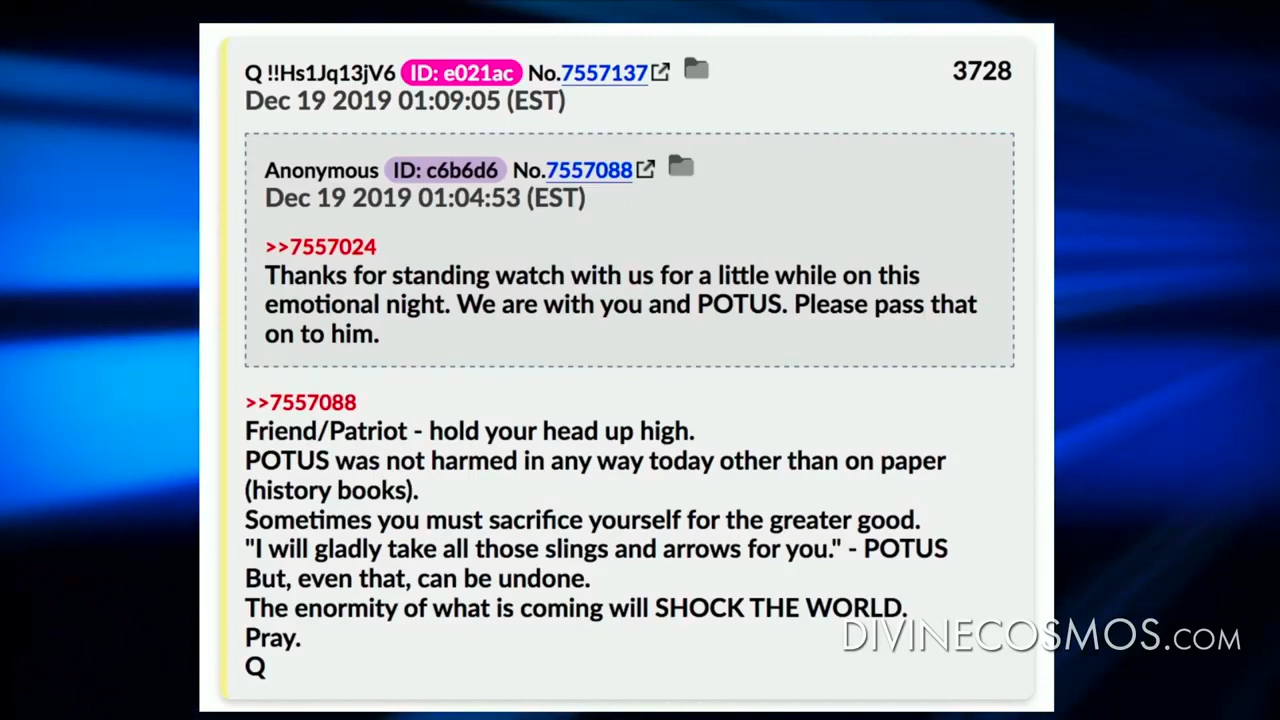 Q !!Hs1Jq13jV6 ID: e021ac No.7557137 3728
Dec 19 2019 01:09:05 (EST)
Anonymous ID: c6b6d6 No.7557088
Dec 19 2019 01:04:53 (EST)
>>7557024
Thanks for standing watch with us for a little while on this
emotional night. We are with you and POTUS. Please pass that
on to him.
>>7557088
Friend/Patriot - hold your head up high.
POTUS was not harmed in any way today other than on paper
(history books).
Sometimes you must sacrifice yourself for the greater good.
"I will gladly take all those slings and arrows for you." - POTUS
But, even that, can be undone.
The enormity of what is coming will SHOCK THE WORLD.
Pray.
Q
DIVINECOSMOS.COM